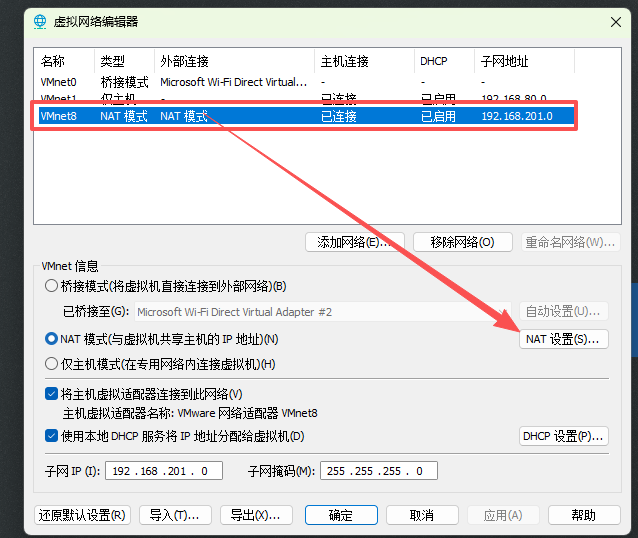 虚拟网络编辑器
名称 类型 外部连接 主机连接 DHCP 子网地址
VMnet0 桥接模式 Microsoft Wi-Fi Direct Virtual... - - -
VMnet1 仅主机... - 已连接 已启用 192.168.80.0
VMnet8 NAT 模式 NAT 模式 已连接 已启用 192.168.201.0
添加网络(E)... 移除网络(O) 重命名网络(W)...
VMnet 信息
桥接模式(将虚拟机直接连接到外部网络)(B)
已桥接至(G): Microsoft Wi-Fi Direct Virtual Adapter #2 自动设置(U)...
NAT 模式(与虚拟机共享主机的 IP 地址)(N) NAT 设置(S)...
仅主机模式(在专用网络内连接虚拟机)(H)
将主机虚拟适配器连接到此网络(V)
主机虚拟适配器名称: VMware 网络适配器 VMnet8
使用本地 DHCP 服务将 IP 地址分配给虚拟机(D) DHCP 设置(P)...
子网 IP (I): 192 . 168 . 201 . 0 子网掩码(M): 255 . 255 . 255 . 0
还原默认设置(R) 导入(T)... 导出(X)... 确定 取消 应用(A) 帮助